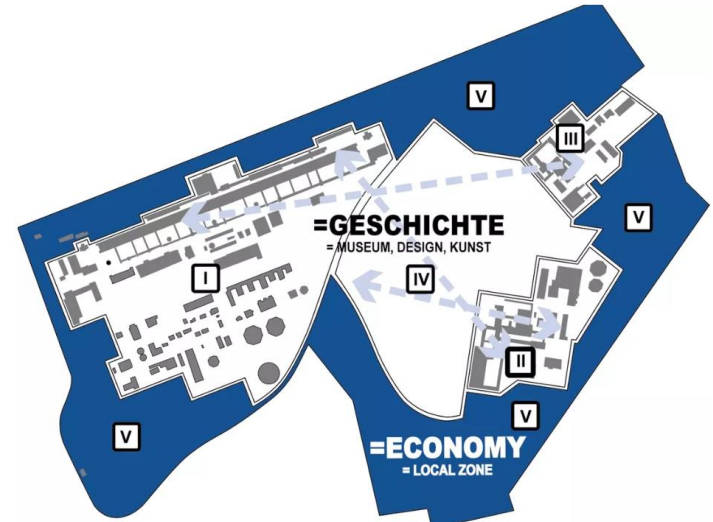 V
III
V
=GESCHICHTE
= MUSEUM, DESIGN, KUNST
I
IV
II
V
V
=ECONOMY
= LOCAL ZONE